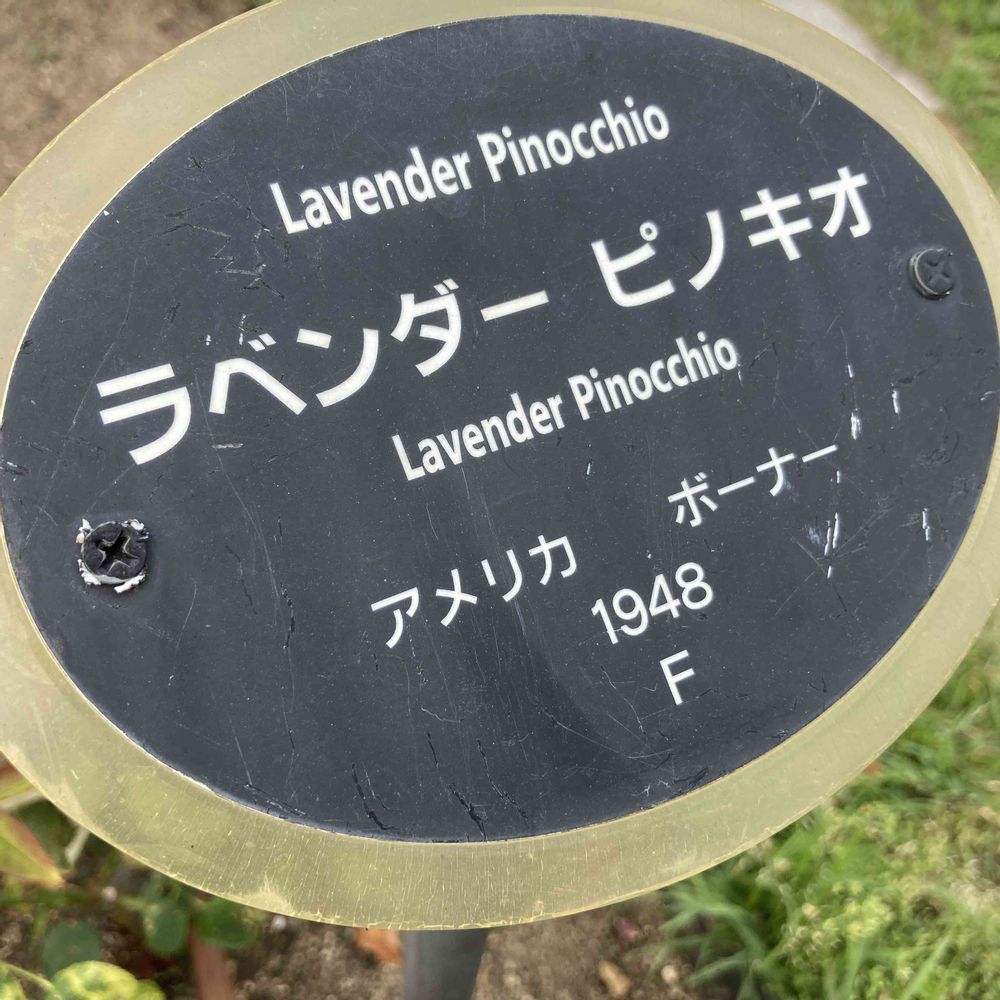 Lavender Pinocchio
ラベンダー ピノキオ
Lavender Pinocchio
アメリカ ボーナー
1948
F